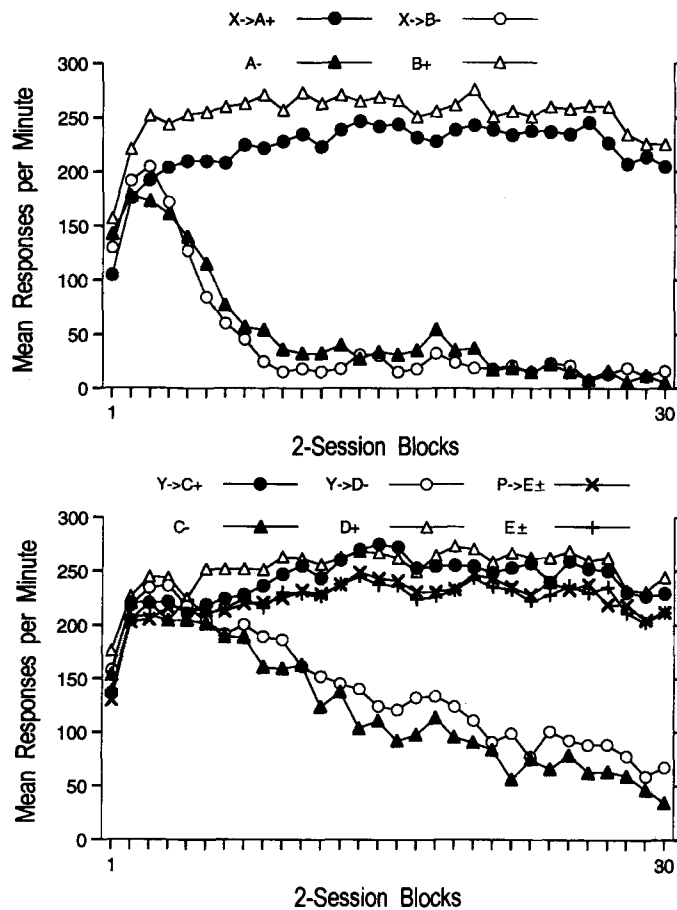 X->A+ X->B-
A- B+
300
250
200
150
100
50
0
Mean Responses per Minute
1 30
2-Session Blocks
Y->C+ Y->D- P->E±
C- D+ E±
300
250
200
150
100
50
0
Mean Responses per Minute
1 30
2-Session Blocks